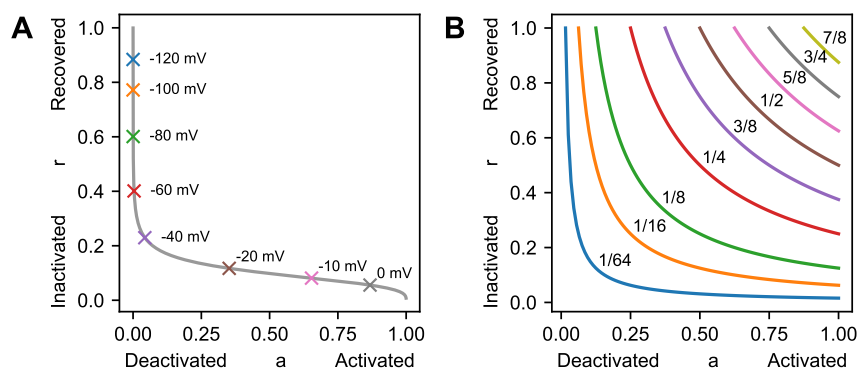 A
Recovered
r
Inactivated
1.0
0.8
0.6
0.4
0.2
0.0
-120 mV
-100 mV
-80 mV
-60 mV
-40 mV
-20 mV
-10 mV
0 mV
0.00 0.25 0.50 0.75 1.00
Deactivated a Activated
B
Recovered
r
Inactivated
1.0
0.8
0.6
0.4
0.2
0.0
7/8
3/4
5/8
1/2
3/8
1/4
1/8
1/16
1/64
0.00 0.25 0.50 0.75 1.00
Deactivated a Activated